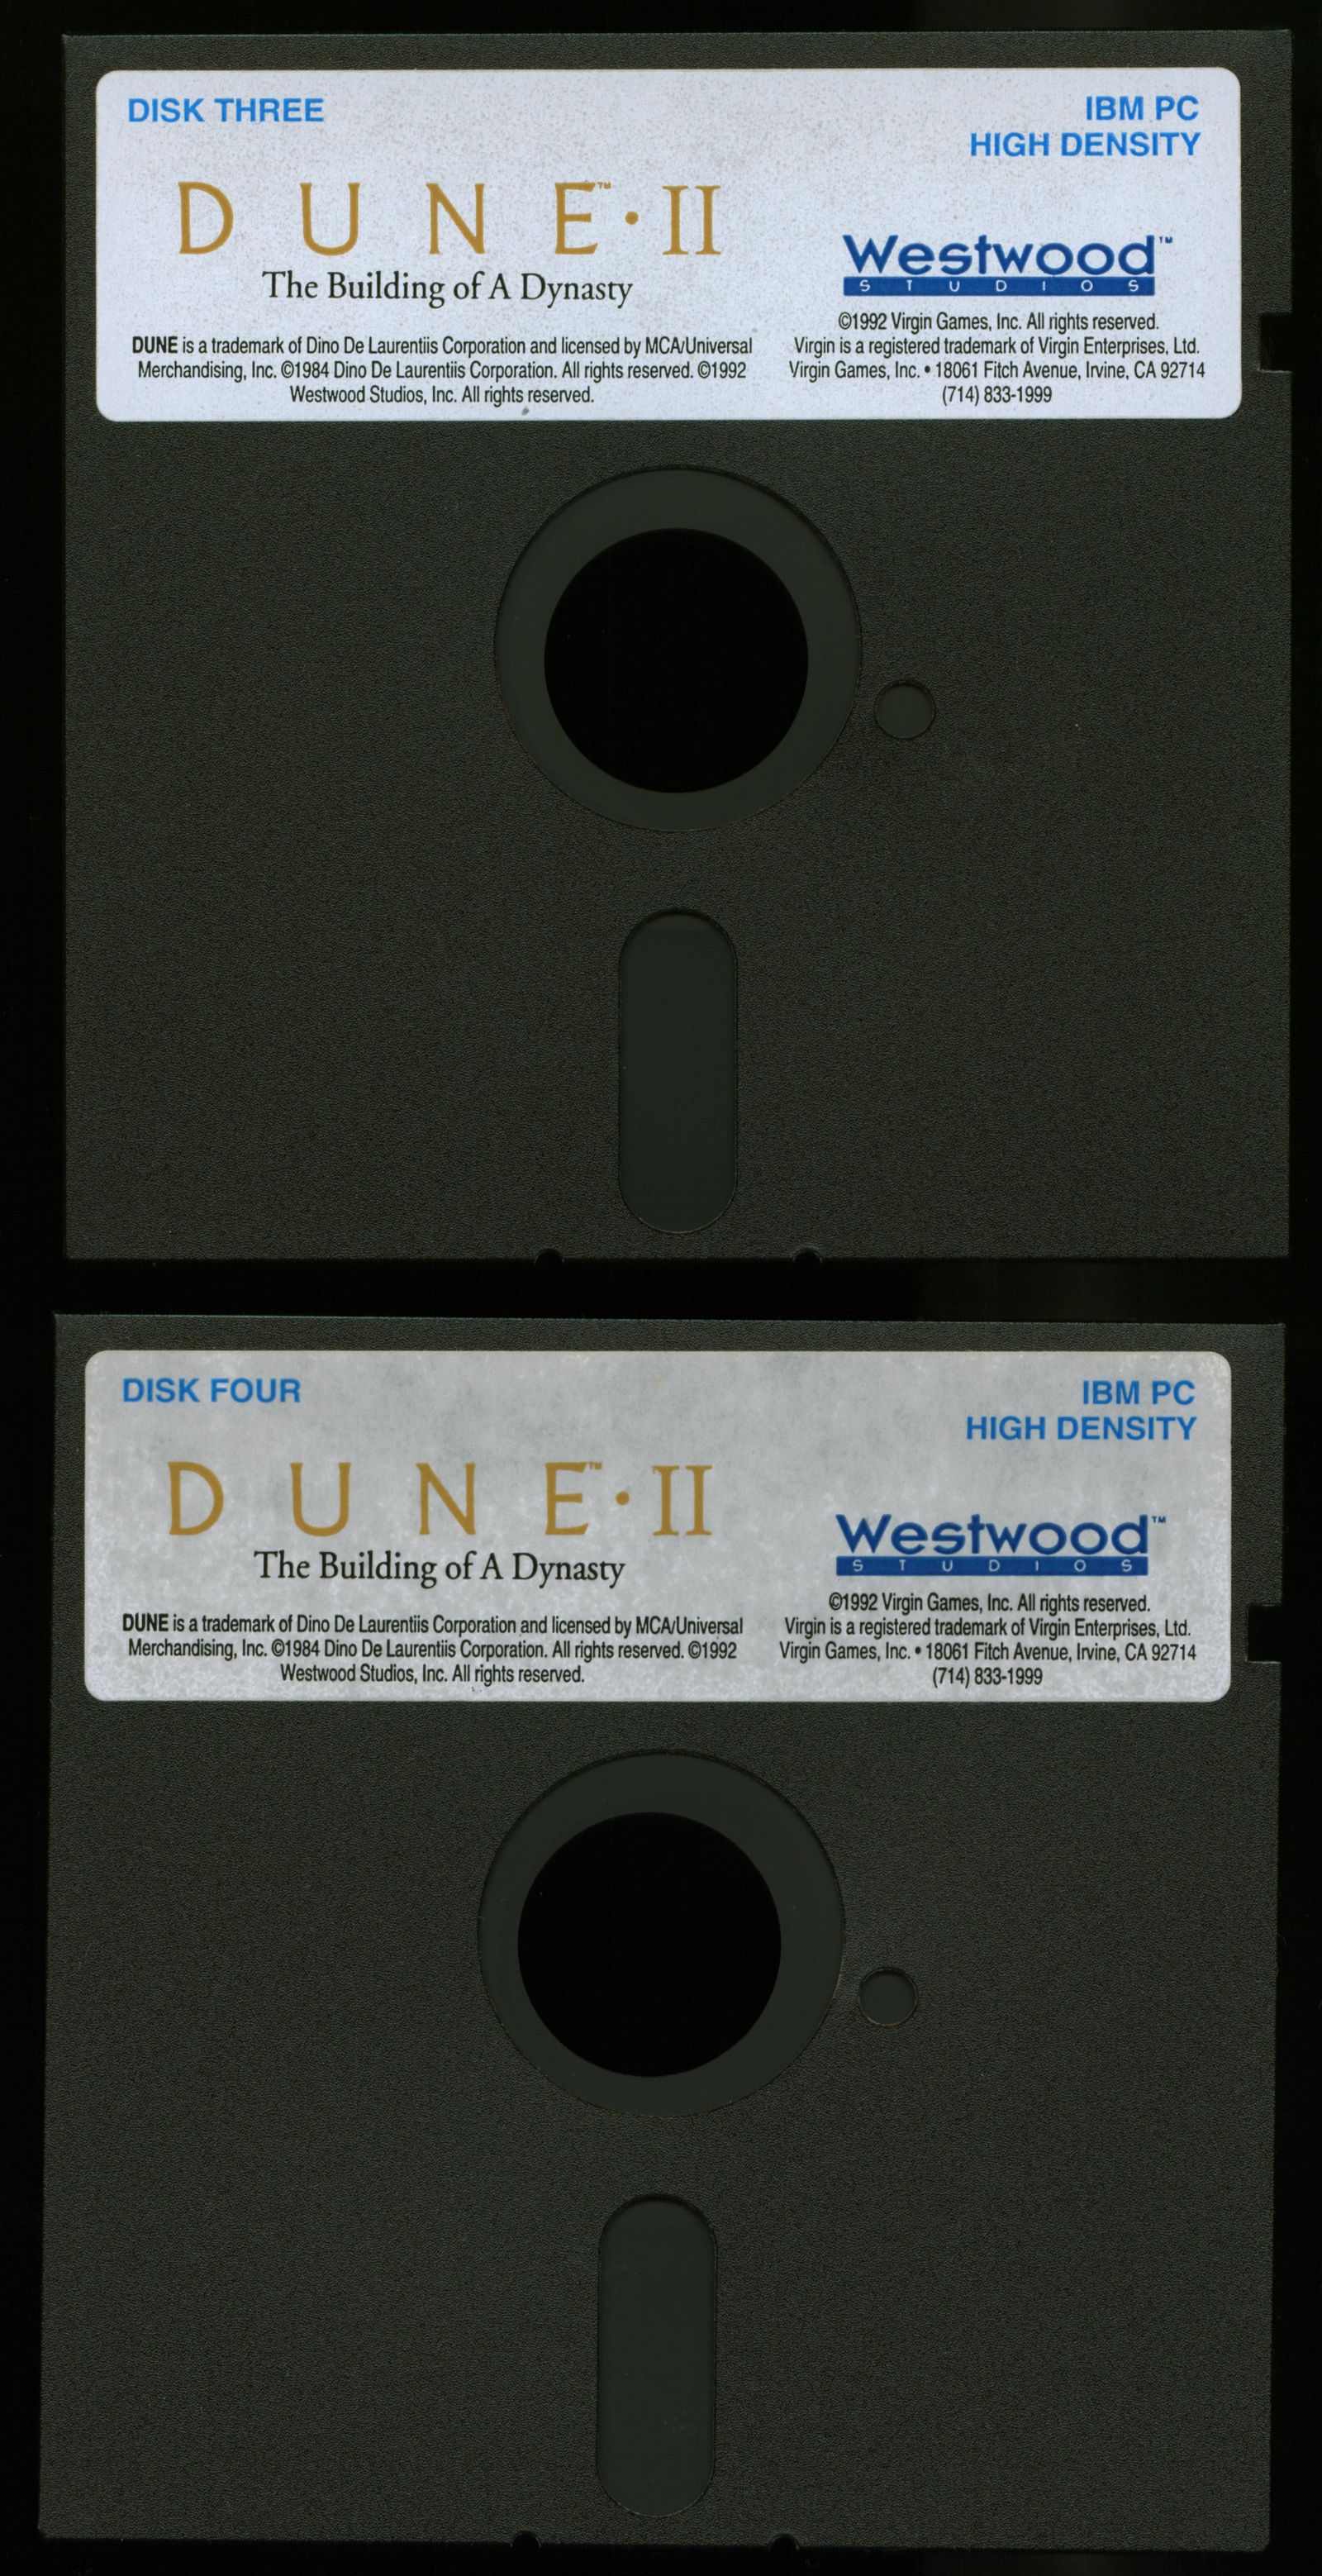 DISK THREE
IBM PC
HIGH DENSITY
DUNE™•II
The Building of A Dynasty
DUNE is a trademark of Dino De Laurentiis Corporation and licensed by MCA/Universal
Merchandising, Inc. ©1984 Dino De Laurentiis Corporation. All rights reserved. ©1992
Westwood Studios, Inc. All rights reserved.
Westwood™
STUDIOS
©1992 Virgin Games, Inc. All rights reserved.
Virgin is a registered trademark of Virgin Enterprises, Ltd.
Virgin Games, Inc. • 18061 Fitch Avenue, Irvine, CA 92714
(714) 833-1999
DISK FOUR
IBM PC
HIGH DENSITY
DUNE™•II
The Building of A Dynasty
DUNE is a trademark of Dino De Laurentiis Corporation and licensed by MCA/Universal
Merchandising, Inc. ©1984 Dino De Laurentiis Corporation. All rights reserved. ©1992
Westwood Studios, Inc. All rights reserved.
Westwood™
STUDIOS
©1992 Virgin Games, Inc. All rights reserved.
Virgin is a registered trademark of Virgin Enterprises, Ltd.
Virgin Games, Inc. • 18061 Fitch Avenue, Irvine, CA 92714
(714) 833-1999